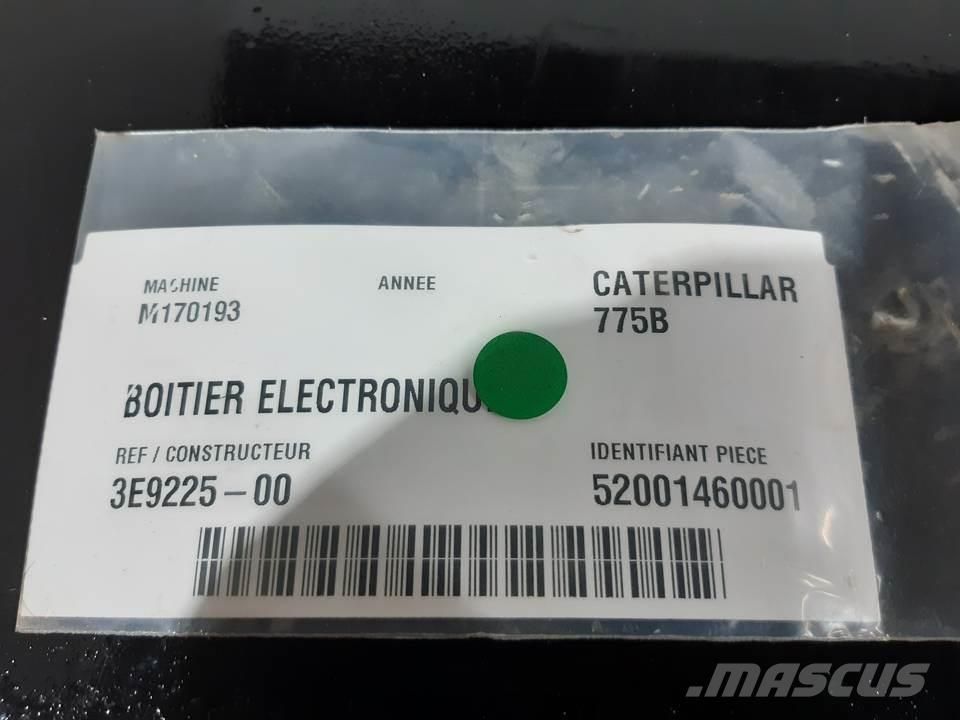 MACHINE ANNEE CATERPILLAR
M170193 775B
BOITIER ELECTRONIQU
REF / CONSTRUCTEUR IDENTIFIANT PIECE
3E9225-00 52001460001
.MASCUS